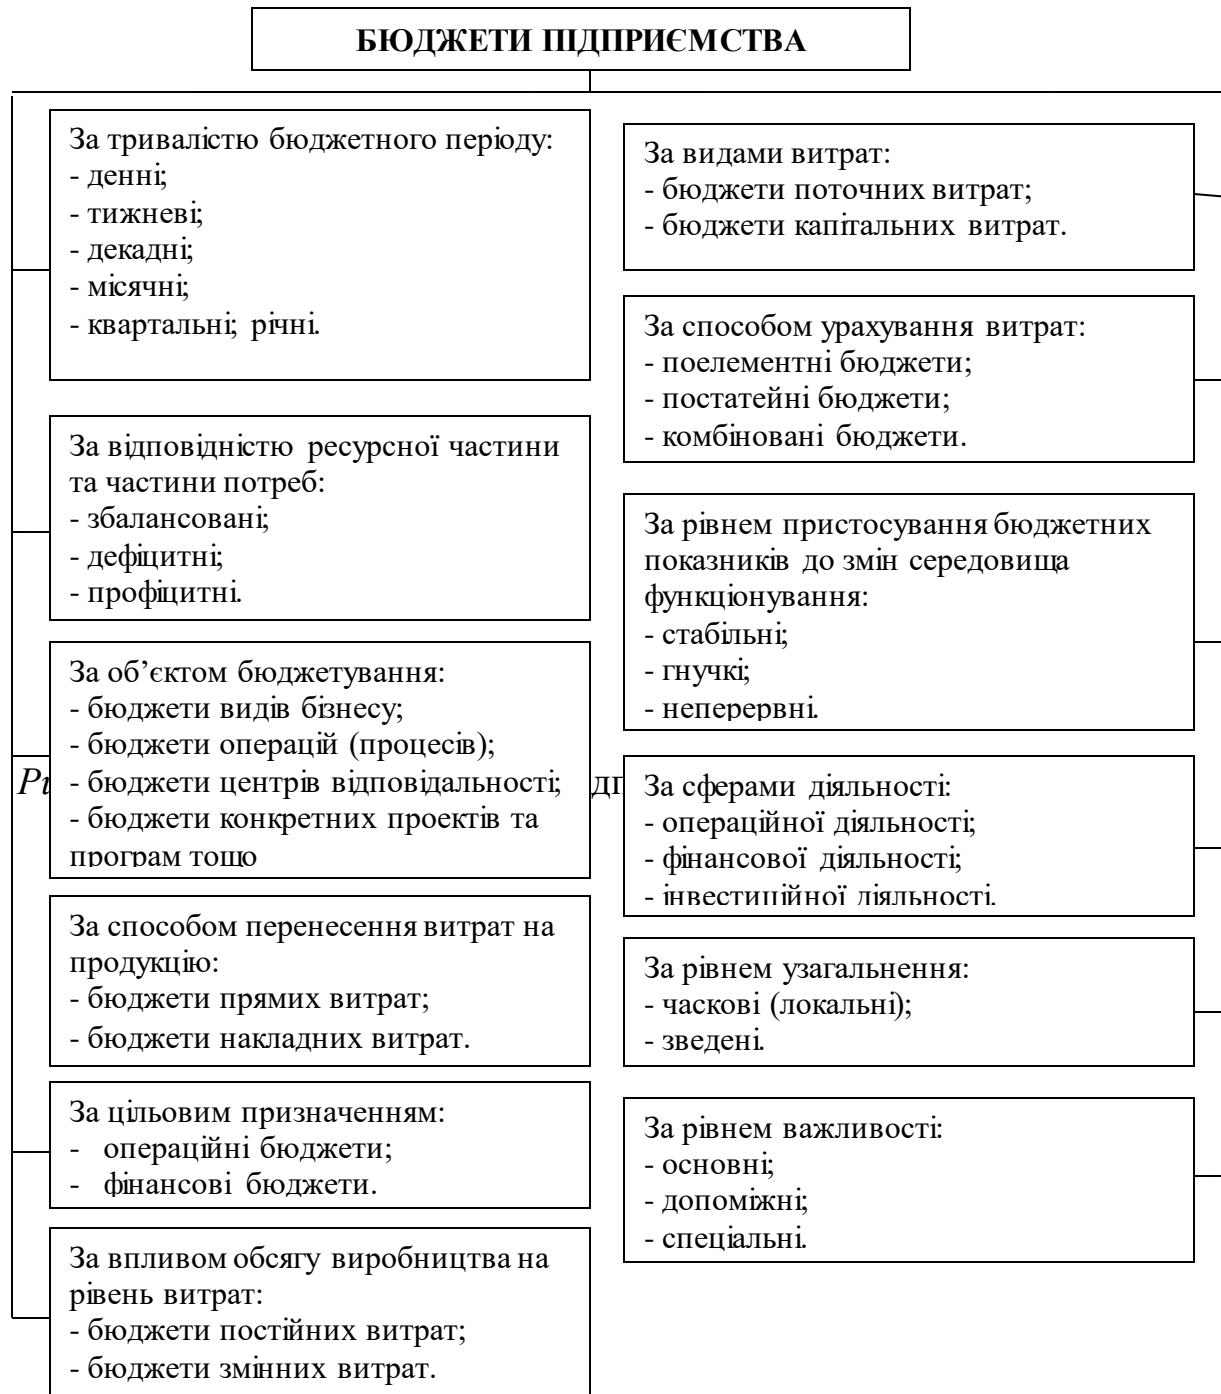 БЮДЖЕТИ ПІДПРИЄМСТВА
За тривалістю бюджетного періоду:
- денні;
- тижневі;
- декадні;
- місячні;
- квартальні; річні.
За відповідністю ресурсної частини
та частини потреб:
- збалансовані;
- дефіцитні;
- профіцитні.
За об’єктом бюджетування:
- бюджети видів бізнесу;
- бюджети операцій (процесів);
- бюджети центрів відповідальності;
- бюджети конкретних проектів та
програм тощо
За способом перенесення витрат на
продукцію:
- бюджети прямих витрат;
- бюджети накладних витрат.
За цільовим призначенням:
- операційні бюджети;
- фінансові бюджети.
За впливом обсягу виробництва на
рівень витрат:
- бюджети постійних витрат;
- бюджети змінних витрат.
За видами витрат:
- бюджети поточних витрат;
- бюджети капітальних витрат.
За способом урахування витрат:
- поелементні бюджети;
- постатейні бюджети;
- комбіновані бюджети.
За рівнем пристосування бюджетних
показників до змін середовища
функціонування:
- стабільні;
- гнучкі;
- неперервні.
За сферами діяльності:
- операційної діяльності;
- фінансової діяльності;
- інвестиційної діяльності.
За рівнем узагальнення:
- часкові (локальні);
- зведені.
За рівнем важливості:
- основні;
- допоміжні;
- спеціальні.